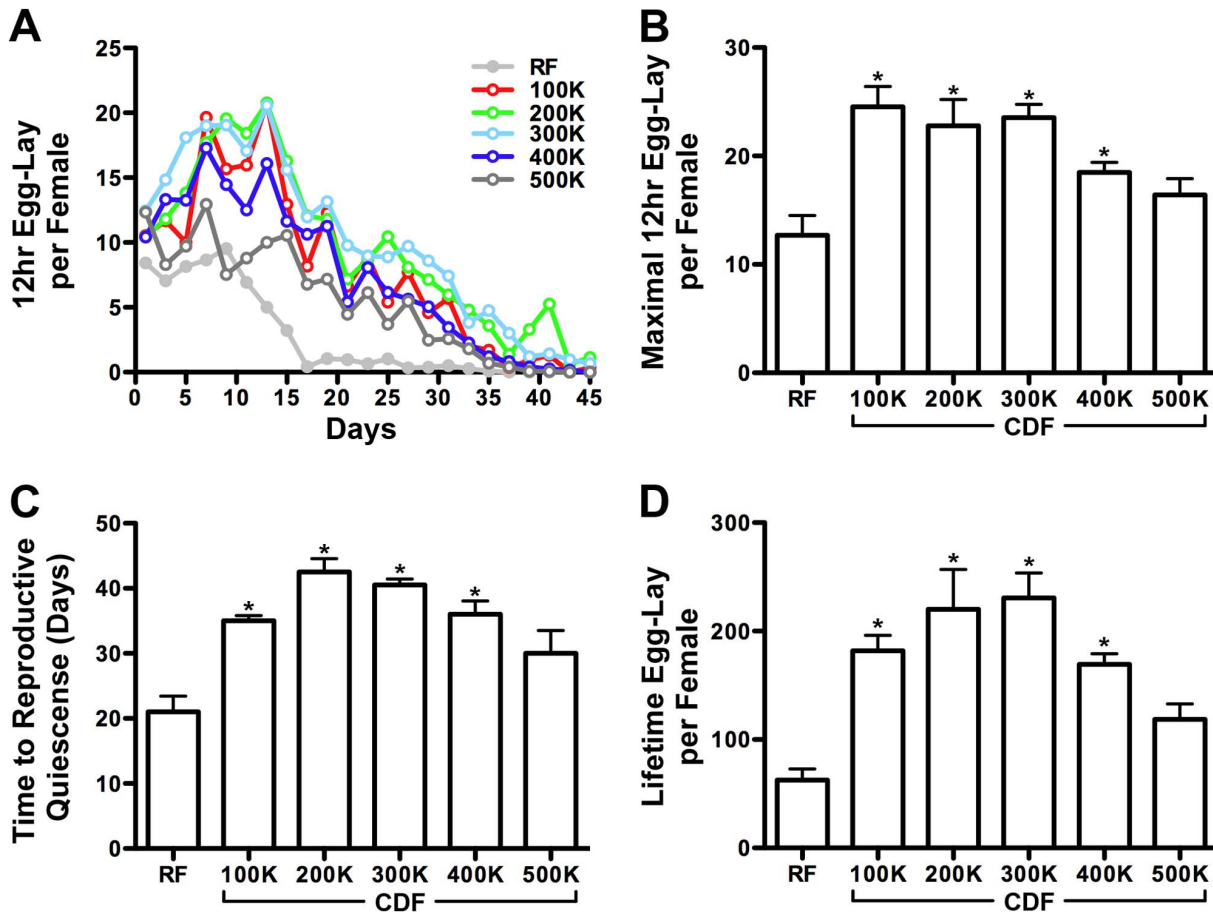 A
12hr Egg-Lay
per Female
25
20
15
10
5
0
0 5 10 15 20 25 30 35 40 45
Days
RF
100K
200K
300K
400K
500K
B
Maximal 12hr Egg-Lay
per Female
30
20
10
0
* * * *
RF 100K 200K 300K 400K 500K
CDF
C
Time to Reproductive
Quiescense (Days)
50
40
30
20
10
0
* * * *
RF 100K 200K 300K 400K 500K
CDF
D
Lifetime Egg-Lay
per Female
300
200
100
0
* * * *
RF 100K 200K 300K 400K 500K
CDF